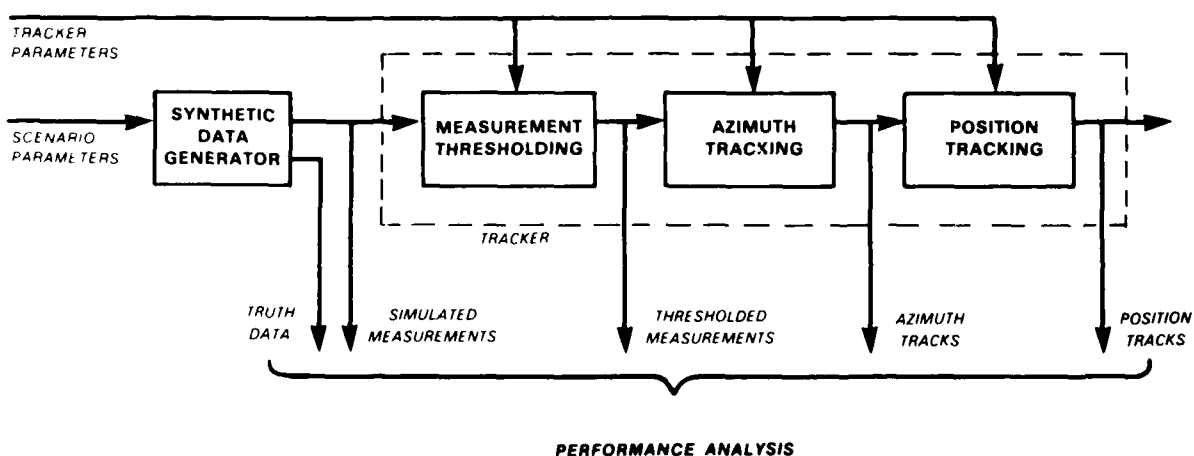 TRACKER
PARAMETERS
SCENARIO
PARAMETERS
SYNTHETIC
DATA
GENERATOR
MEASUREMENT
THRESHOLDING
AZIMUTH
TRACKING
POSITION
TRACKING
TRACKER
TRUTH
DATA
SIMULATED
MEASUREMENTS
THRESHOLDED
MEASUREMENTS
AZIMUTH
TRACKS
POSITION
TRACKS
PERFORMANCE ANALYSIS